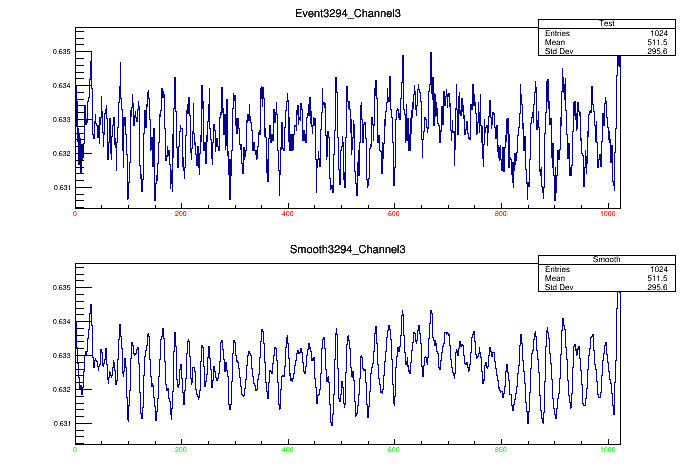 Event3294_Channel3
Test
Entries 1024
Mean 511.5
Std Dev 295.6
0.635
0.634
0.633
0.632
0.631
0 200 400 600 800 1000
Smooth3294_Channel3
Smooth
Entries 1024
Mean 511.5
Std Dev 295.6
0.635
0.634
0.633
0.632
0.631
0 200 400 600 800 1000